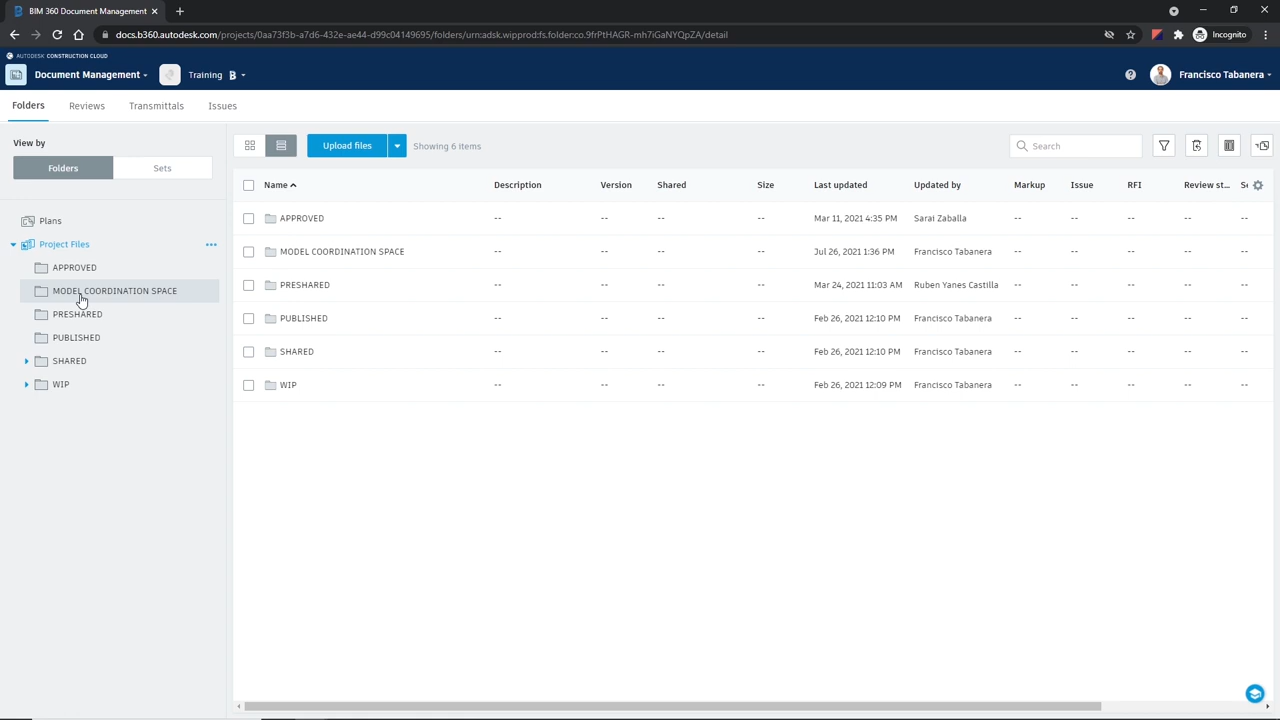 BIM 360 Document Management
docs.b360.autodesk.com/projects/0aa73f3b-a7d6-432e-ae44-d99c04149695/folders/urn:adsk.wipprod:fs.folder:co.9frPtHAGR-mh7iGaNYQpZA/detail
Incognito
AUTODESK CONSTRUCTION CLOUD
Document Management
Training
Francisco Tabanera
Folders Reviews Transmittals Issues
View by
Folders Sets
Plans
Project Files
APPROVED
MODEL COORDINATION SPACE
PRESHARED
PUBLISHED
SHARED
WIP
Upload files Showing 6 items Search
Name Description Version Shared Size Last updated Updated by Markup Issue RFI Review st...
APPROVED -- -- -- -- Mar 11, 2021 4:35 PM Sarai Zaballa -- -- -- -- --
MODEL COORDINATION SPACE -- -- -- -- Jul 26, 2021 1:36 PM Francisco Tabanera -- -- -- -- --
PRESHARED -- -- -- -- Mar 24, 2021 11:03 AM Ruben Yanes Castilla -- -- -- -- --
PUBLISHED -- -- -- -- Feb 26, 2021 12:10 PM Francisco Tabanera -- -- -- -- --
SHARED -- -- -- -- Feb 26, 2021 12:10 PM Francisco Tabanera -- -- -- -- --
WIP -- -- -- -- Feb 26, 2021 12:09 PM Francisco Tabanera -- -- -- -- --